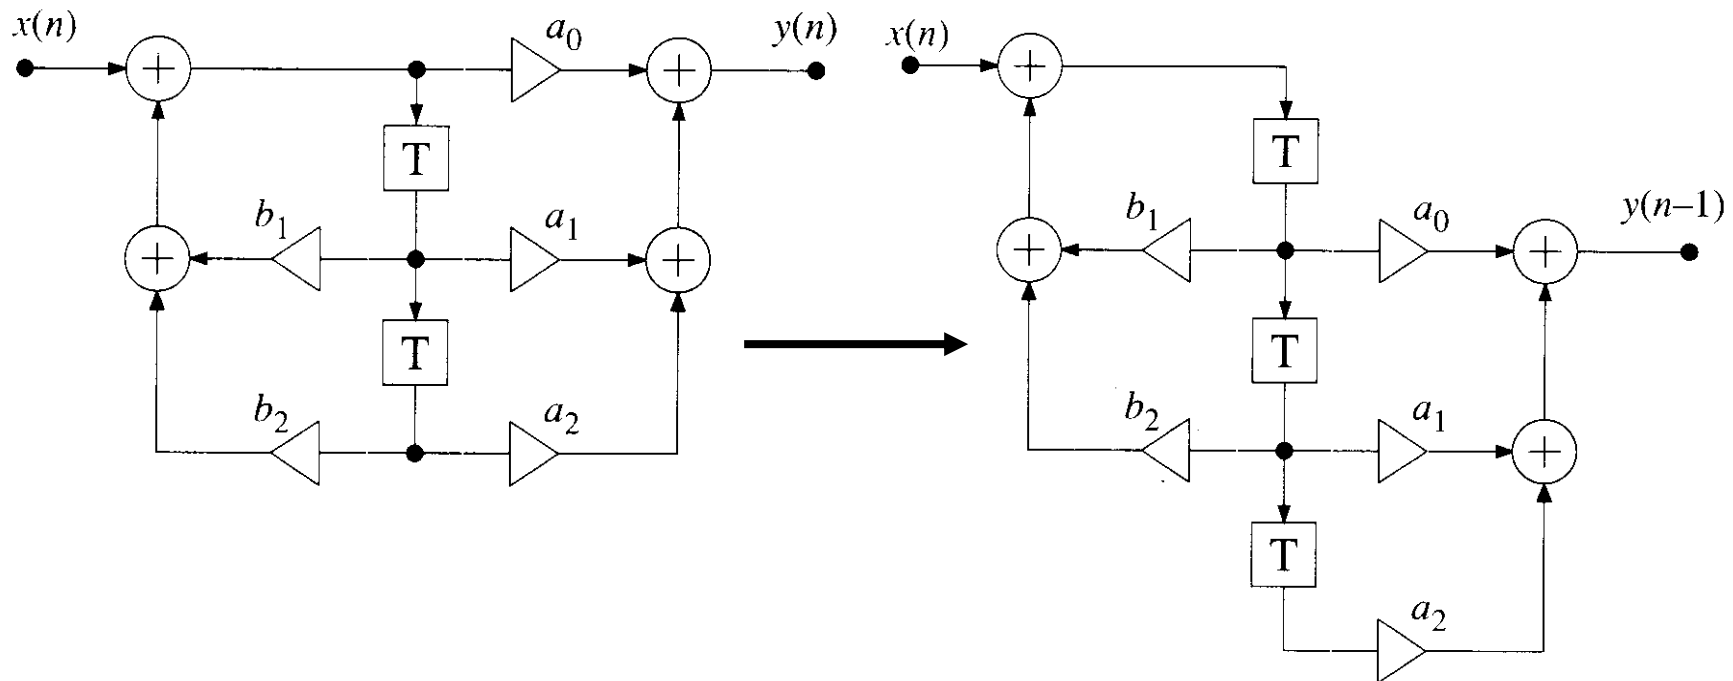 x(n)
a0
y(n)
+
+
T
b1
a1
+
+
T
b2
a2
x(n)
+
T
b1
a0
y(n–1)
+
+
T
b2
a1
+
T
a2